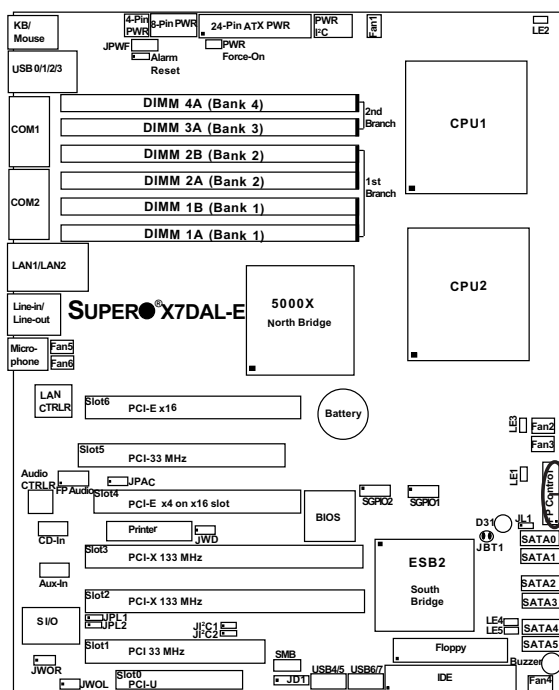 KB/
Mouse
4-Pin
PWR
8-Pin PWR
24-Pin ATX PWR
PWR
I²C
Fan1
LE2
JPWF
Alarm
Reset
PWR
Force-On
USB 0/1/2/3
COM1
DIMM 4A (Bank 4)
DIMM 3A (Bank 3)
2nd
Branch
DIMM 2B (Bank 2)
DIMM 2A (Bank 2)
1st
Branch
DIMM 1B (Bank 1)
DIMM 1A (Bank 1)
CPU1
COM2
LAN1/LAN2
CPU2
Line-in/
Line-out
SUPER®X7DAL-E
5000X
North Bridge
Micro-
phone
Fan5
Fan6
LAN
CTRLR
Slot6
PCI-E x16
Battery
LE3
Fan2
Fan3
Slot5
PCI-33 MHz
Audio
CTRLR
FP Audio
JPAC
LE1
FP Control
Slot4
PCI-E x4 on x16 slot
BIOS
SGPIO2
SGPIO1
CD-In
Printer
JWD
D31
JL1
JBT1
SATA0
SATA1
Slot3
PCI-X 133 MHz
ESB2
South
Bridge
Aux-In
SATA2
SATA3
Slot2
PCI-X 133 MHz
SI/O
JPL1
JPL2
JI²C1
JI²C2
LE4
LE5
SATA4
SATA5
Slot1
PCI 33 MHz
Floppy
Buzzer
JWOR
SMB
USB4/5
USB6/7
Slot0
PCI-U
JWOL
JD1
IDE
Fan4